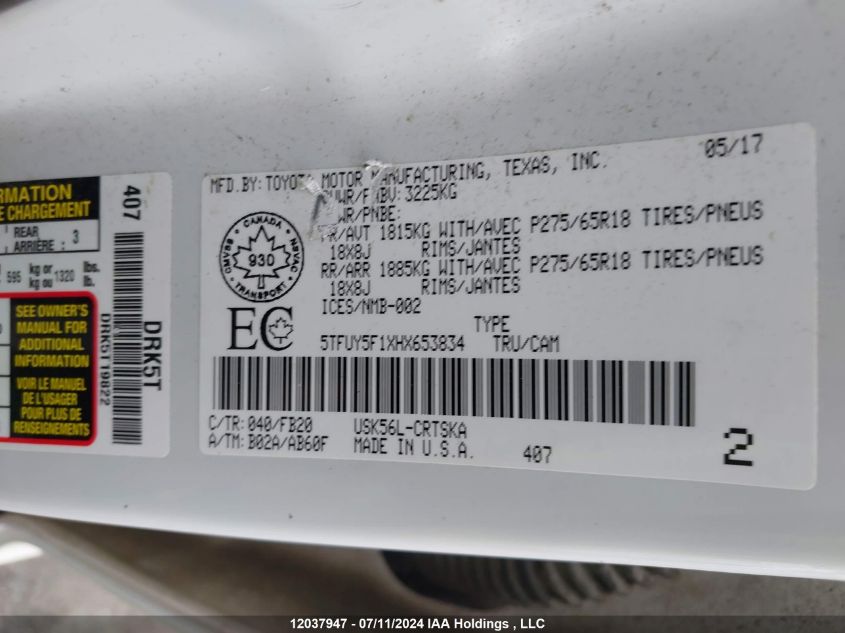 RMATION
E CHARGEMENT
REAR
ARRIÈRE : 3
595 kg or kg ou 1320 lbs. lb.
SEE OWNER'S
MANUAL FOR
ADDITIONAL
INFORMATION
VOIR LE MANUEL
DE L'USAGER
POUR PLUS DE
RENSEIGNEMENTS
407
DRK5T
DRK5T19822
MFD.BY: TOYOTA MOTOR MANUFACTURING, TEXAS, INC. 05/17
GVWR/PNBV: 3225KG
GAWR/PNBE:
FR/AVT 1815KG WITH/AVEC P275/65R18 TIRES/PNEUS
18X8J RIMS/JANTES
RR/ARR 1885KG WITH/AVEC P275/65R18 TIRES/PNEUS
18X8J RIMS/JANTES
ICES/NMB-002
CANADA
930
TRANSPORT
EC
TYPE
5TFUY5F1XHX653834 TRU/CAM
C/TR: 040/FB20 USK56L-CRTSKA
A/TM: B02A/AB60F MADE IN U.S.A. 407
2
12037947 - 07/11/2024 IAA Holdings , LLC